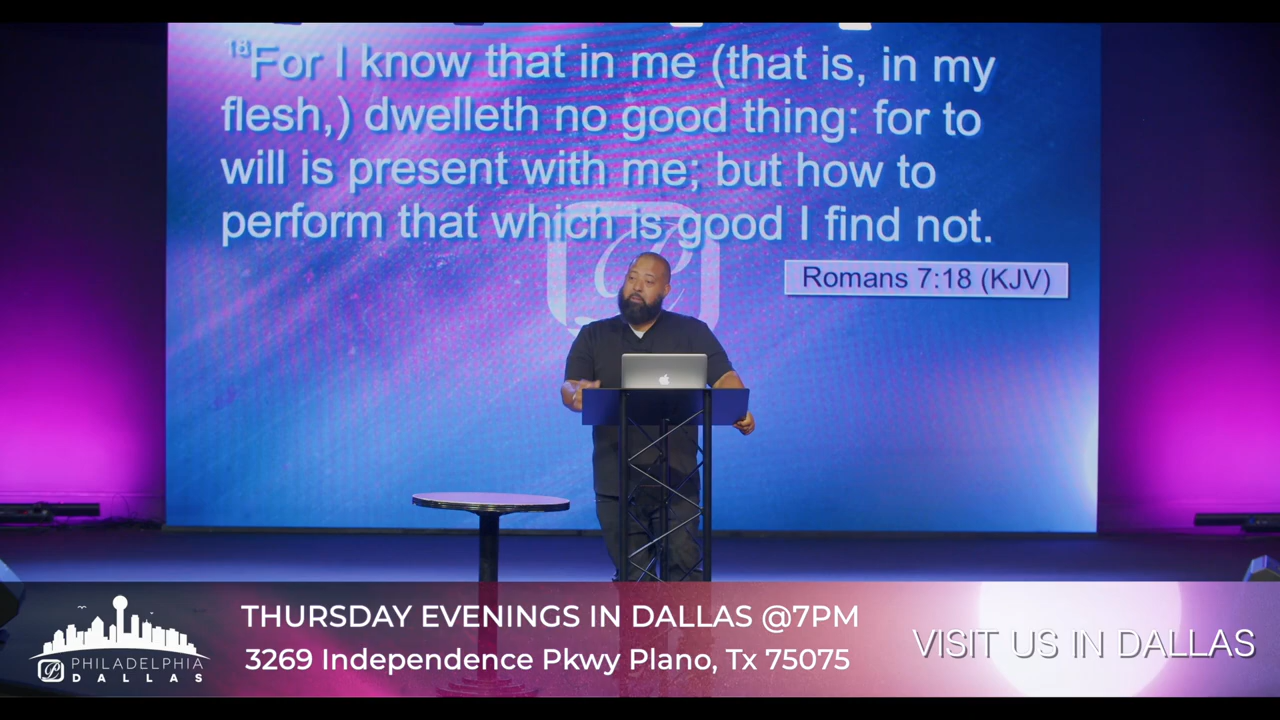 18For I know that in me (that is, in my
flesh,) dwelleth no good thing: for to
will is present with me; but how to
perform that which is good I find not.
Romans 7:18 (KJV)
THURSDAY EVENINGS IN DALLAS @7PM
3269 Independence Pkwy Plano, Tx 75075
VISIT US IN DALLAS
PHILADELPHIA
DALLAS